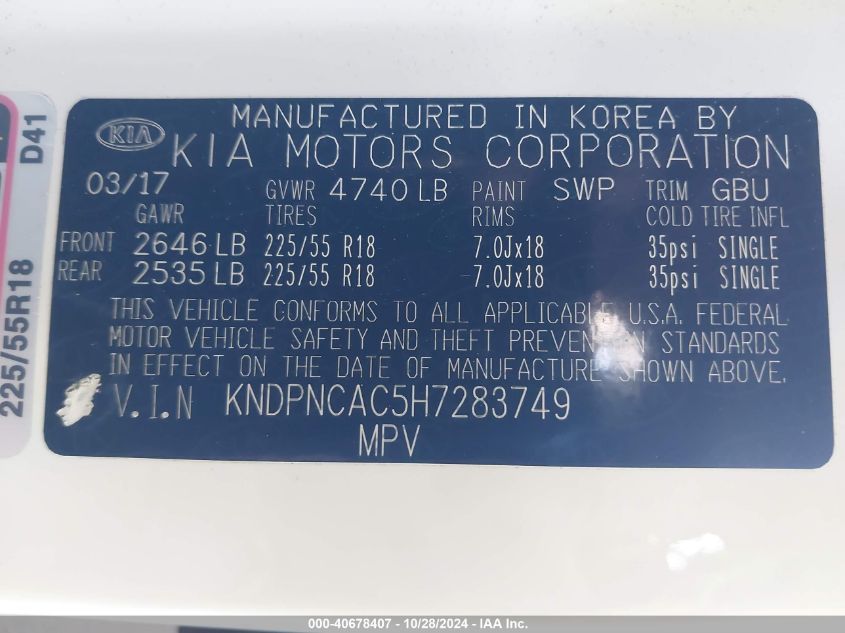 MANUFACTURED IN KOREA BY
KIA KIA MOTORS CORPORATION
03/17 GVWR 4740 LB PAINT SWP TRIM GBU
GAWR TIRES RIMS COLD TIRE INFL
FRONT 2646 LB 225/55 R18 7.0Jx18 35psi SINGLE
REAR 2535 LB 225/55 R18 -7.0Jx18 35psi SINGLE
THIS VEHICLE CONFORMS TO ALL APPLICABLE U.S.A. FEDERAL
MOTOR VEHICLE SAFETY AND THEFT PREVENTION STANDARDS
IN EFFECT ON THE DATE OF MANUFACTURE SHOWN ABOVE.
V.I.N KNDPNCAC5H7283749
MPV
225/55R18 D41
000-40678407 - 10/28/2024 - IAA Inc.